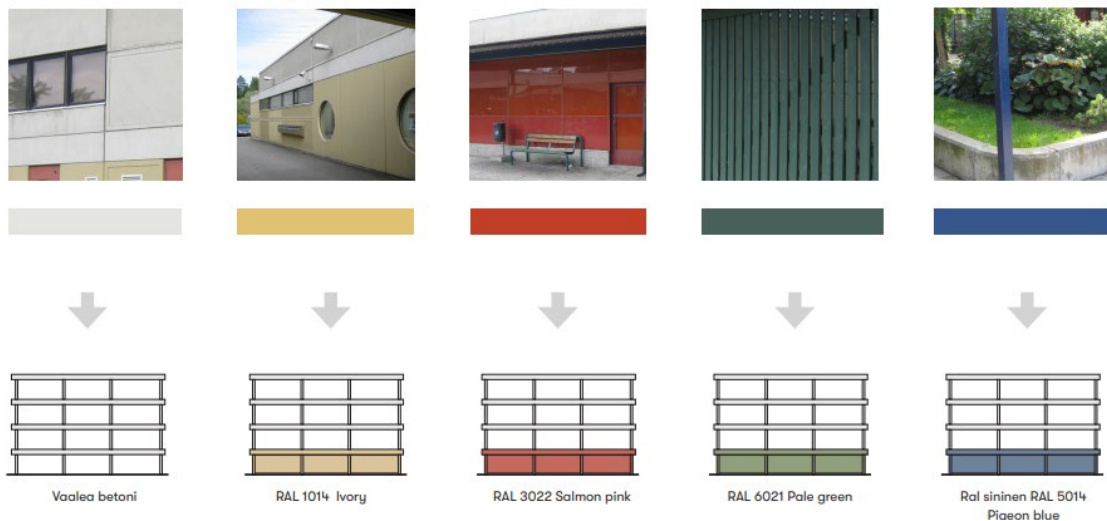 Vaalea betoni
RAL 1014 Ivory
RAL 3022 Salmon pink
RAL 6021 Pale green
Ral sininen RAL 5014
Pigeon blue